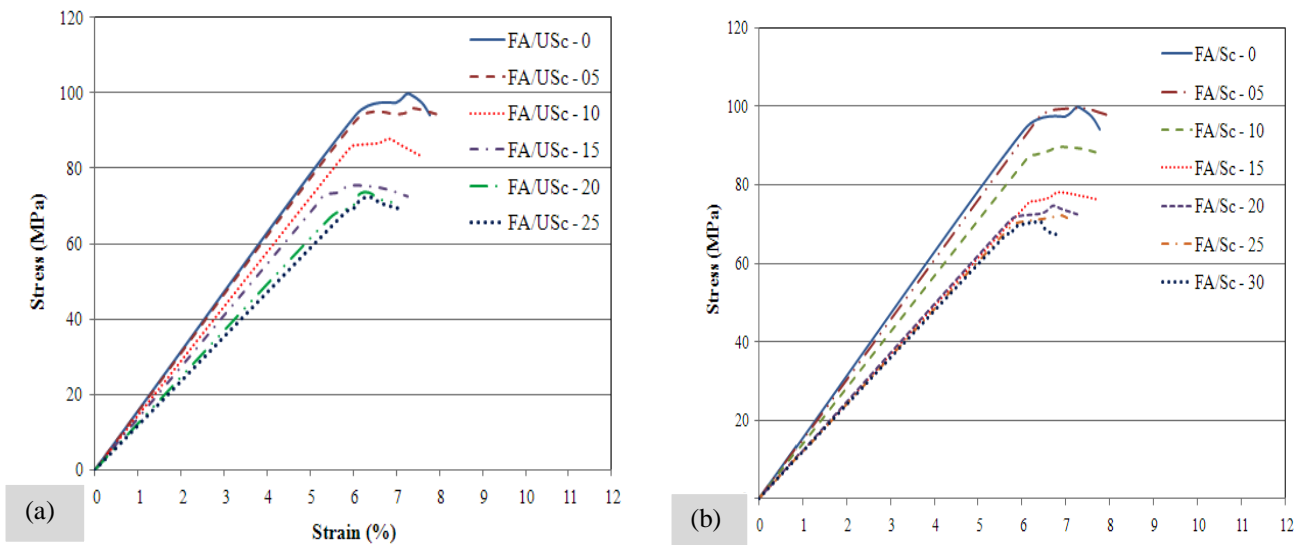 120
100
80
60
40
20
0
Stress (MPa)
FA/USc - 0
FA/USc - 05
FA/USc - 10
FA/USc - 15
FA/USc - 20
FA/USc - 25
0 1 2 3 4 5 6 7 8 9 10 11 12
Strain (%)
(a)
120
100
80
60
40
20
Stress (MPa)
FA/Sc - 0
FA/Sc - 05
FA/Sc - 10
FA/Sc - 15
FA/Sc - 20
FA/Sc - 25
FA/Sc - 30
0 1 2 3 4 5 6 7 8 9 10 11 12
(b)